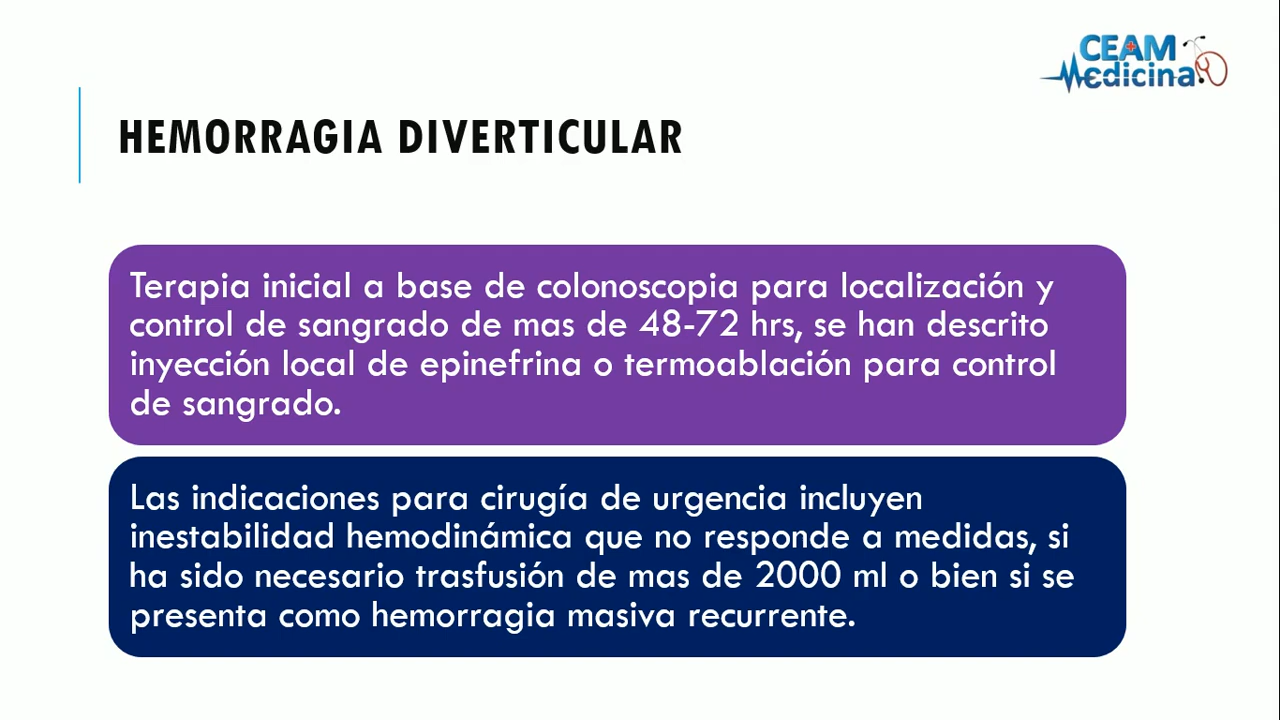 CEAM
Medicina
HEMORRAGIA DIVERTICULAR
Terapia inicial a base de colonoscopia para localización y
control de sangrado de mas de 48-72 hrs, se han descrito
inyección local de epinefrina o termoablación para control
de sangrado.
Las indicaciones para cirugía de urgencia incluyen
inestabilidad hemodinámica que no responde a medidas, si
ha sido necesario trasfusión de mas de 2000 ml o bien si se
presenta como hemorragia masiva recurrente.